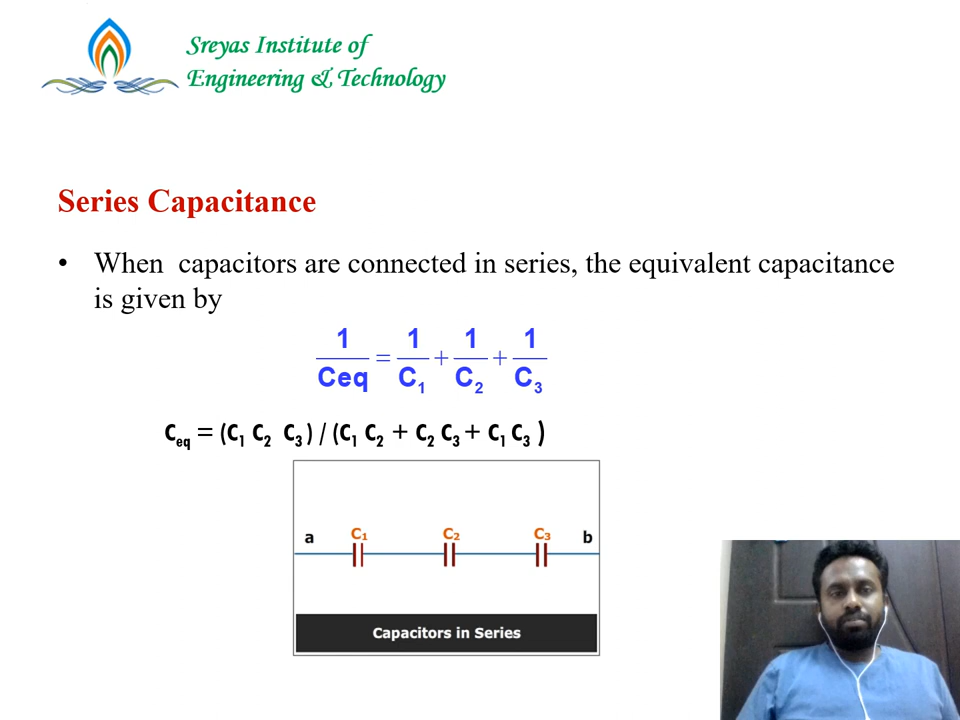 Sreyas Institute of
Engineering & Technology
Series Capacitance
• When capacitors are connected in series, the equivalent capacitance
is given by
1/Ceq = 1/C₁ + 1/C₂ + 1/C₃
Ceq = (C₁ C₂ C₃) / (C₁ C₂ + C₂ C₃ + C₁ C₃ )
a C₁ C₂ C₃ b
Capacitors in Series